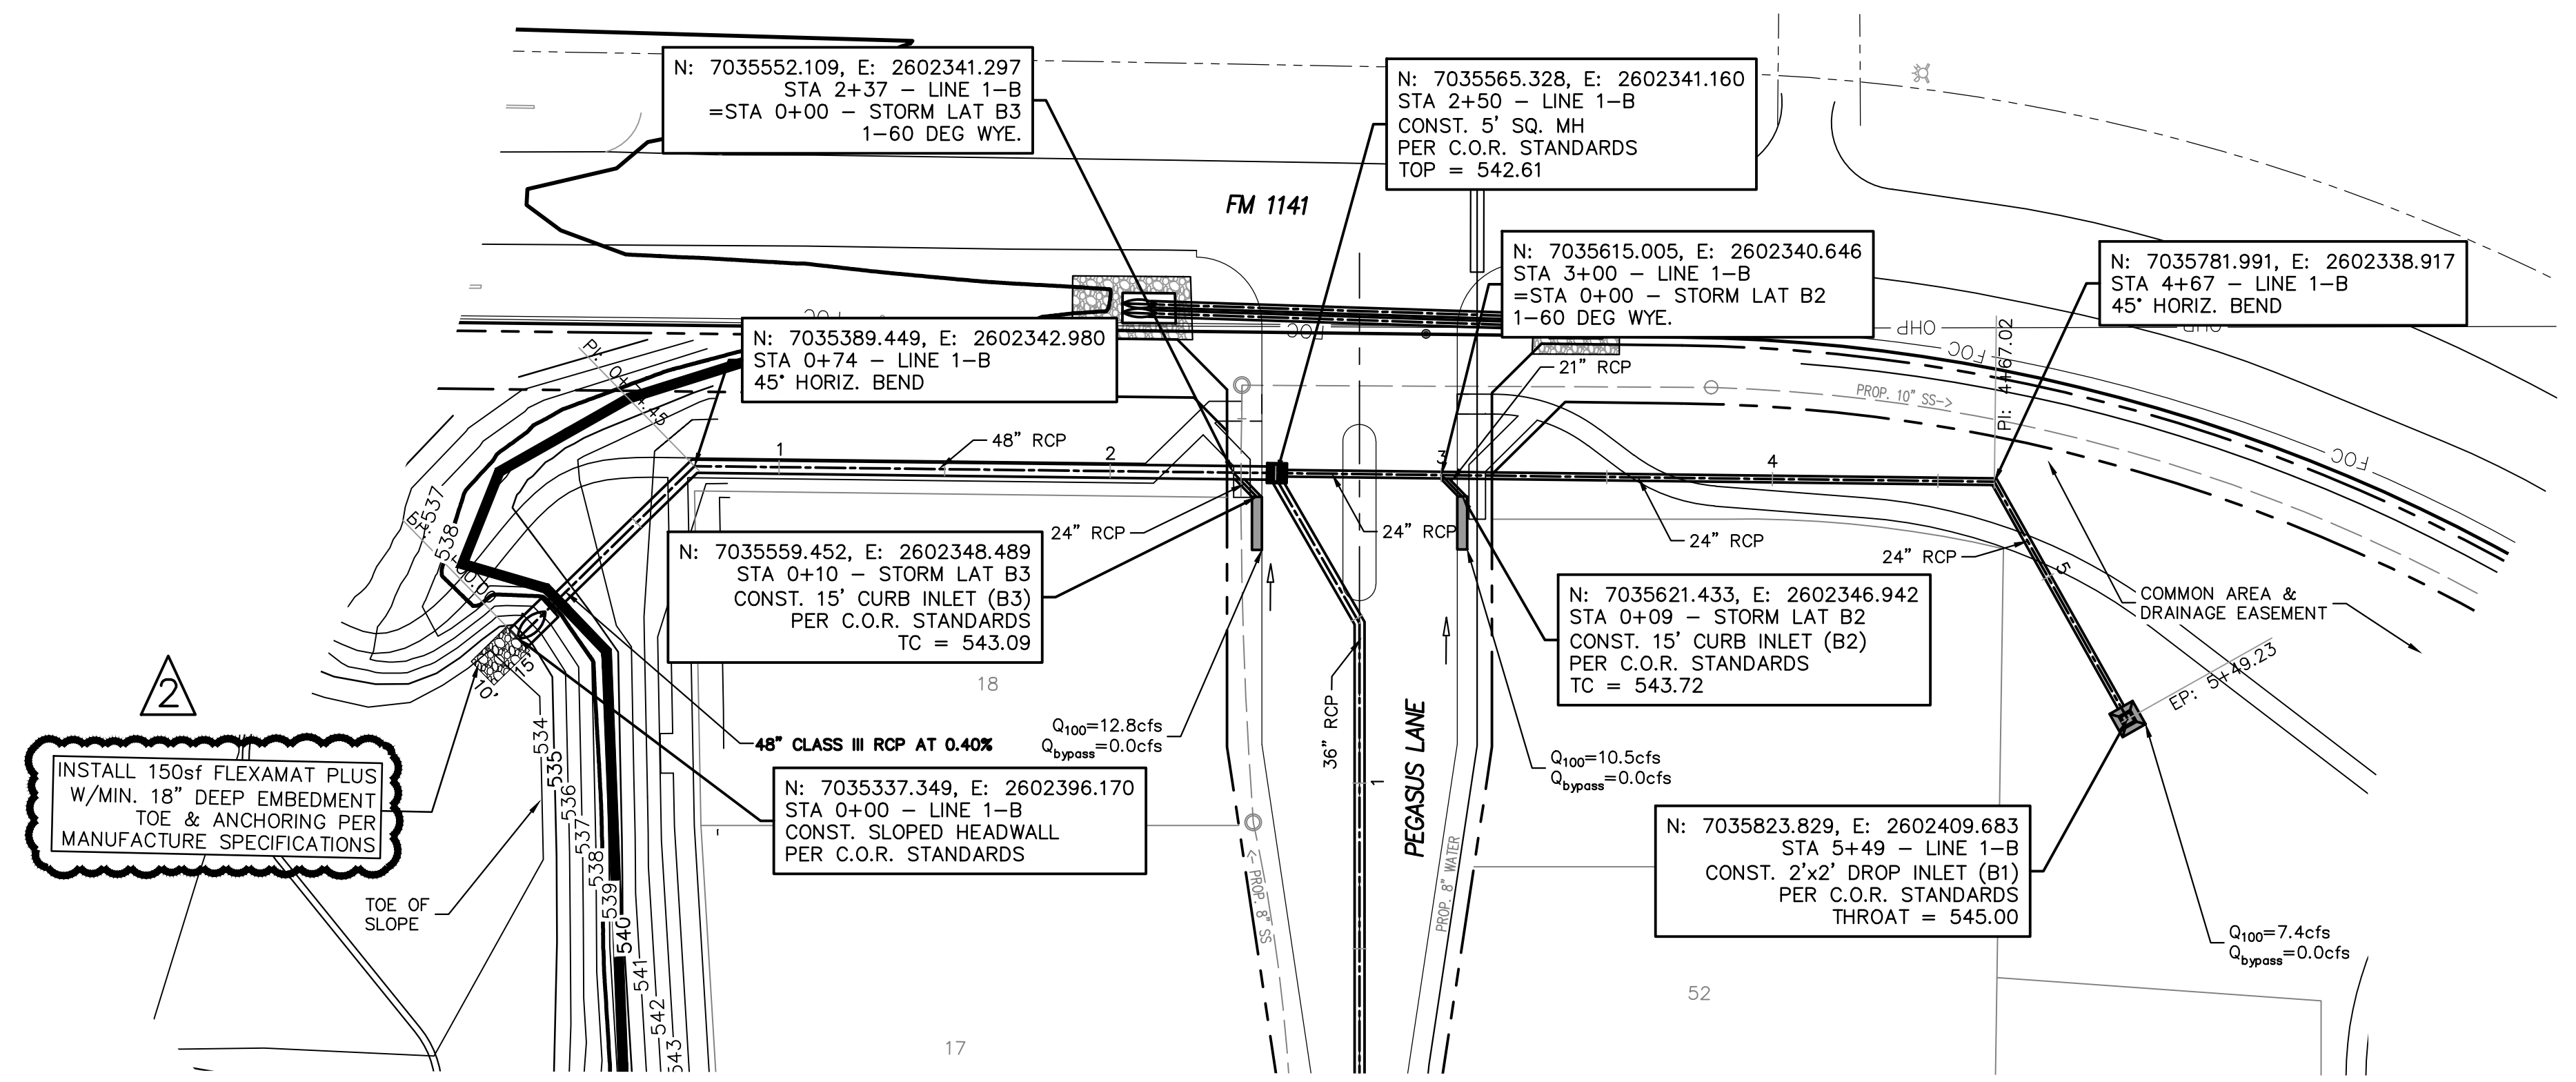 N: 7035552.109, E: 2602341.297
STA 2+37 – LINE 1–B
=STA 0+00 – STORM LAT B3
1–60 DEG WYE.
N: 7035565.328, E: 2602341.160
STA 2+50 – LINE 1–B
CONST. 5' SQ. MH
PER C.O.R. STANDARDS
TOP = 542.61
FM 1141
N: 7035615.005, E: 2602340.646
STA 3+00 – LINE 1–B
=STA 0+00 – STORM LAT B2
1–60 DEG WYE.
N: 7035781.991, E: 2602338.917
STA 4+67 – LINE 1–B
45° HORIZ. BEND
N: 7035389.449, E: 2602342.980
STA 0+74 – LINE 1–B
45° HORIZ. BEND
FOC
OHP
FOC
FOC
21" RCP
PROP. 10" SS->
PI: 4+67.02
PI: 0+74.45
48" RCP
1
2
3
4
5
537
538
24" RCP
24" RCP
24" RCP
24" RCP
N: 7035559.452, E: 2602348.489
STA 0+10 – STORM LAT B3
CONST. 15' CURB INLET (B3)
PER C.O.R. STANDARDS
TC = 543.09
N: 7035621.433, E: 2602346.942
STA 0+09 – STORM LAT B2
CONST. 15' CURB INLET (B2)
PER C.O.R. STANDARDS
TC = 543.72
COMMON AREA &
DRAINAGE EASEMENT
EP: 5+49.23
15'
10'
2
18
48" CLASS III RCP AT 0.40%
Q100=12.8cfs
Qbypass=0.0cfs
36" RCP
1
PEGASUS LANE
Q100=10.5cfs
Qbypass=0.0cfs
INSTALL 150sf FLEXAMAT PLUS
W/MIN. 18" DEEP EMBEDMENT
TOE & ANCHORING PER
MANUFACTURE SPECIFICATIONS
N: 7035337.349, E: 2602396.170
STA 0+00 – LINE 1–B
CONST. SLOPED HEADWALL
PER C.O.R. STANDARDS
N: 7035823.829, E: 2602409.683
STA 5+49 – LINE 1–B
CONST. 2'x2' DROP INLET (B1)
PER C.O.R. STANDARDS
THROAT = 545.00
TOE OF
SLOPE
534
535
536
537
538
539
540
541
542
543
<-PROP. 8" SS
PROP. 8" WATER
Q100=7.4cfs
Qbypass=0.0cfs
52
17